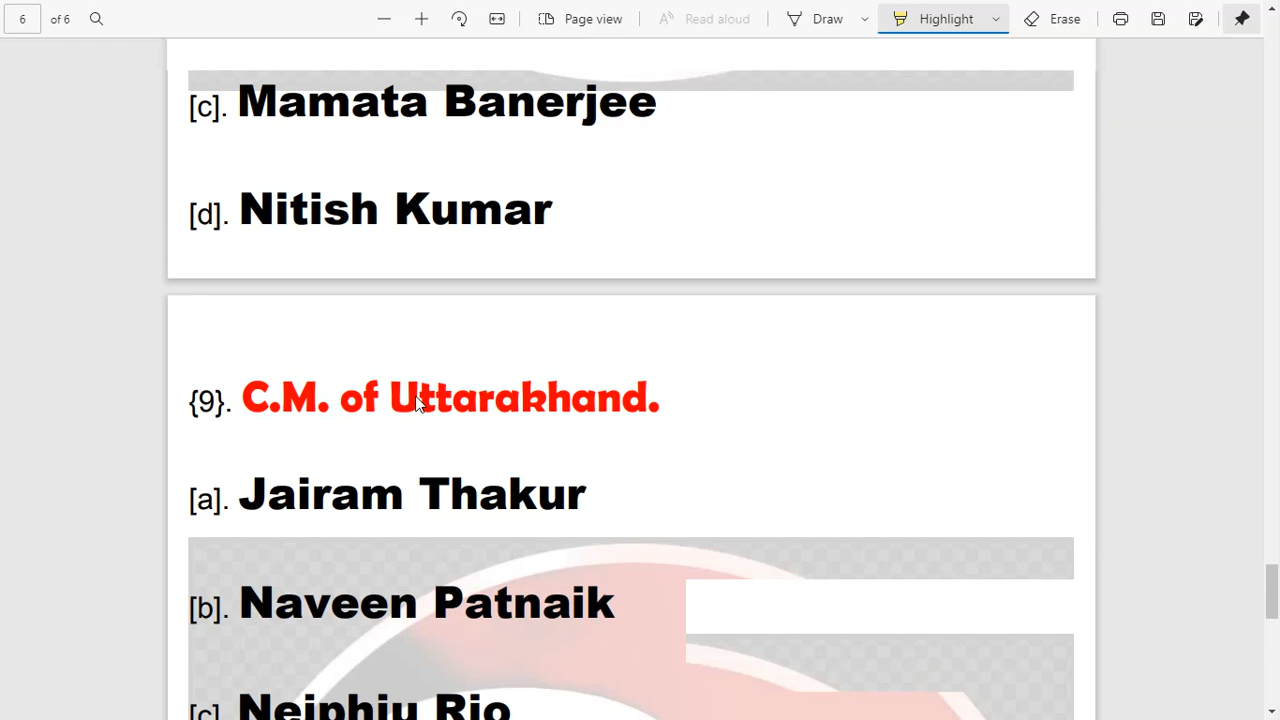 6 of 6 Page view Read aloud Draw Highlight Erase
[c]. Mamata Banerjee
[d]. Nitish Kumar
{9}. C.M. of Uttarakhand.
[a]. Jairam Thakur
[b]. Naveen Patnaik
[c]. Neiphiu Rio